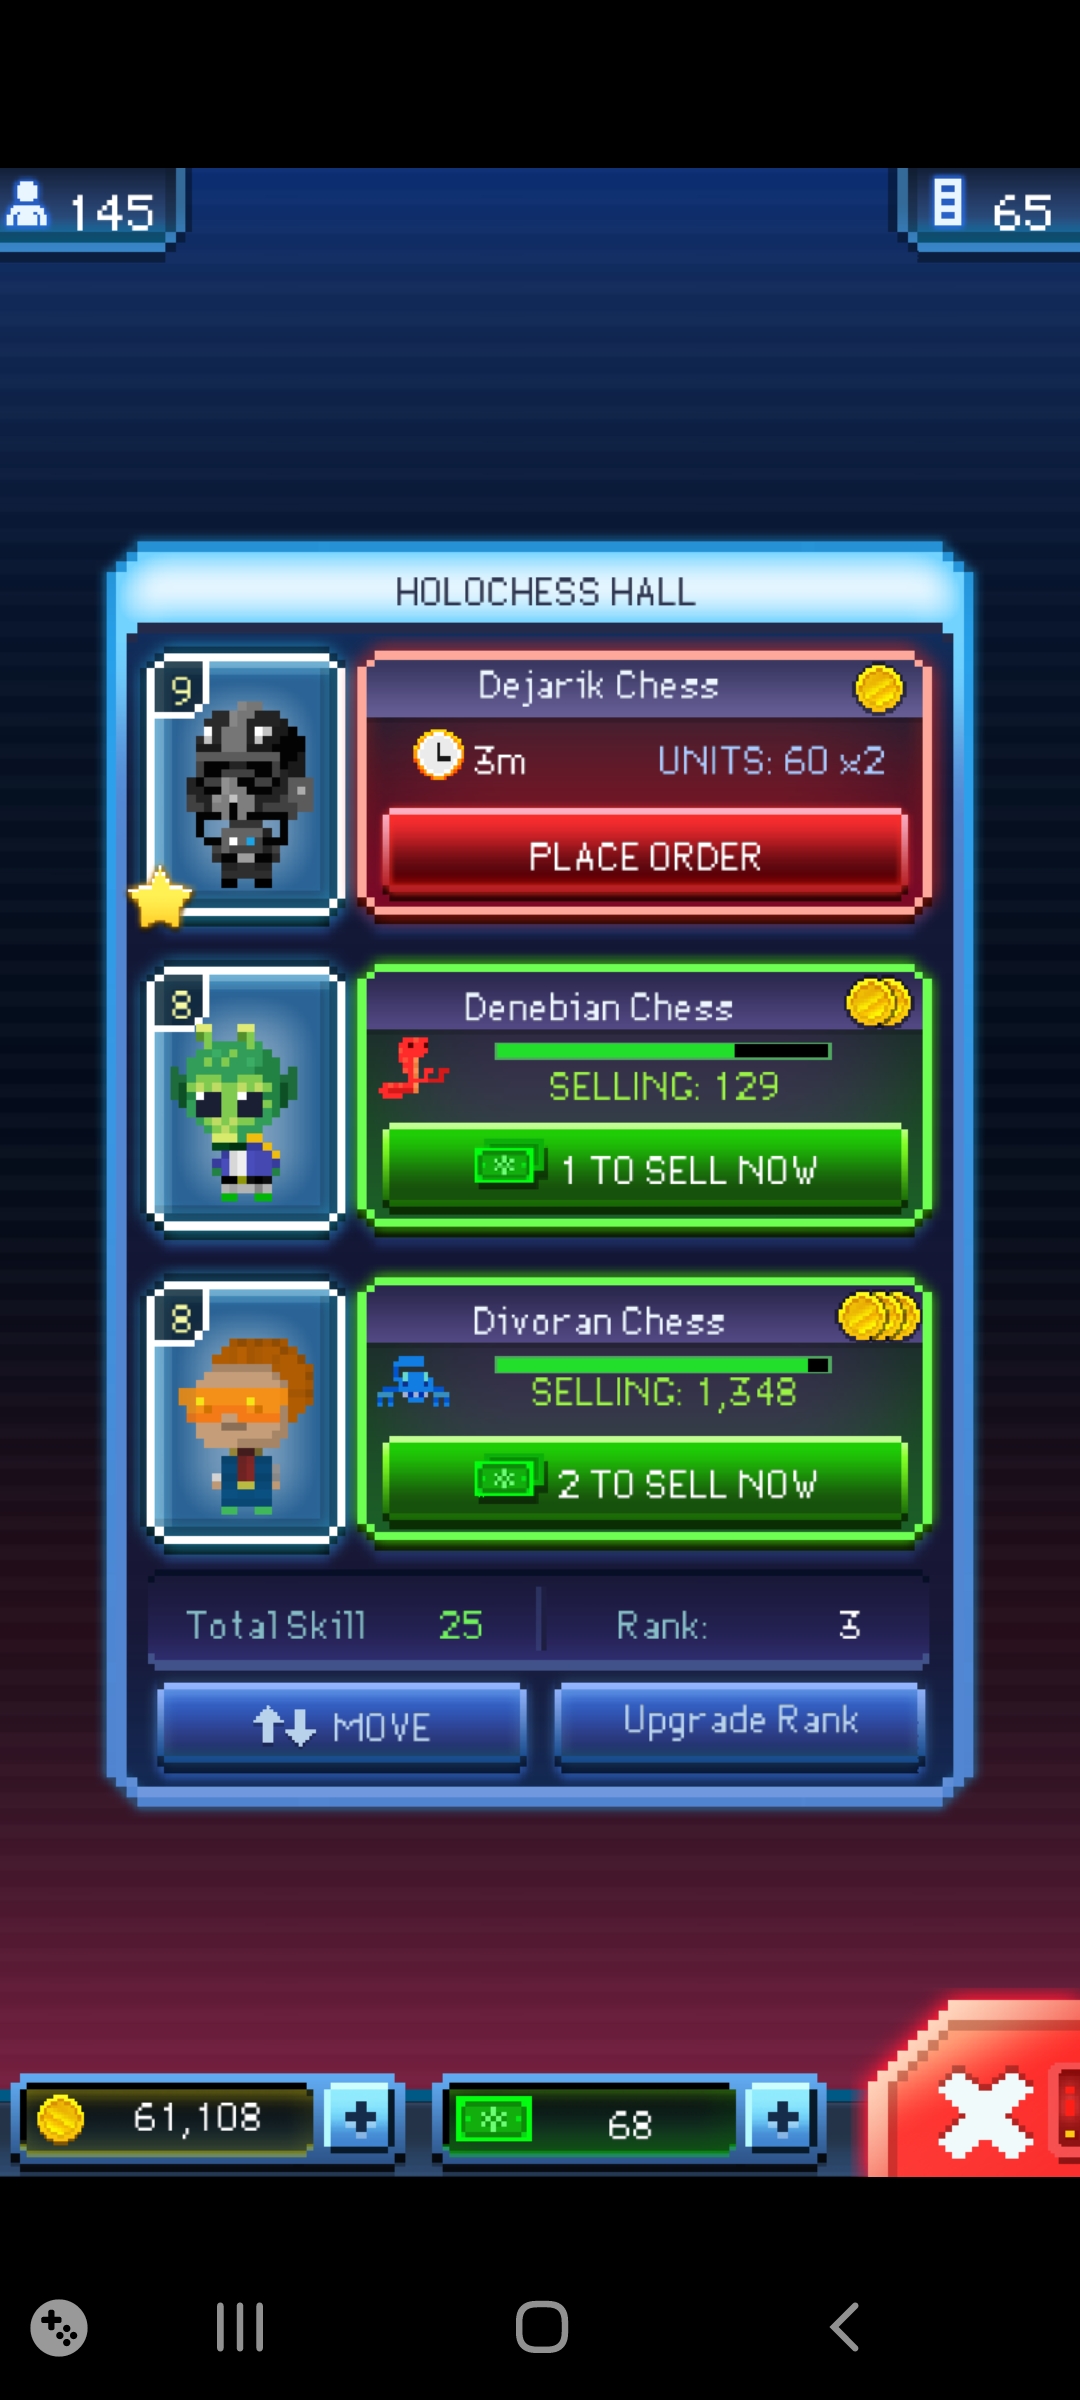 145
65
HOLOCHESS HALL
9
Dejarik Chess
3m
UNITS: 60 x2
PLACE ORDER
8
Denebian Chess
SELLING: 129
1 TO SELL NOW
8
Divoran Chess
SELLING: 1,348
2 TO SELL NOW
Total Skill 25
Rank: 3
MOVE
Upgrade Rank
61,108
68